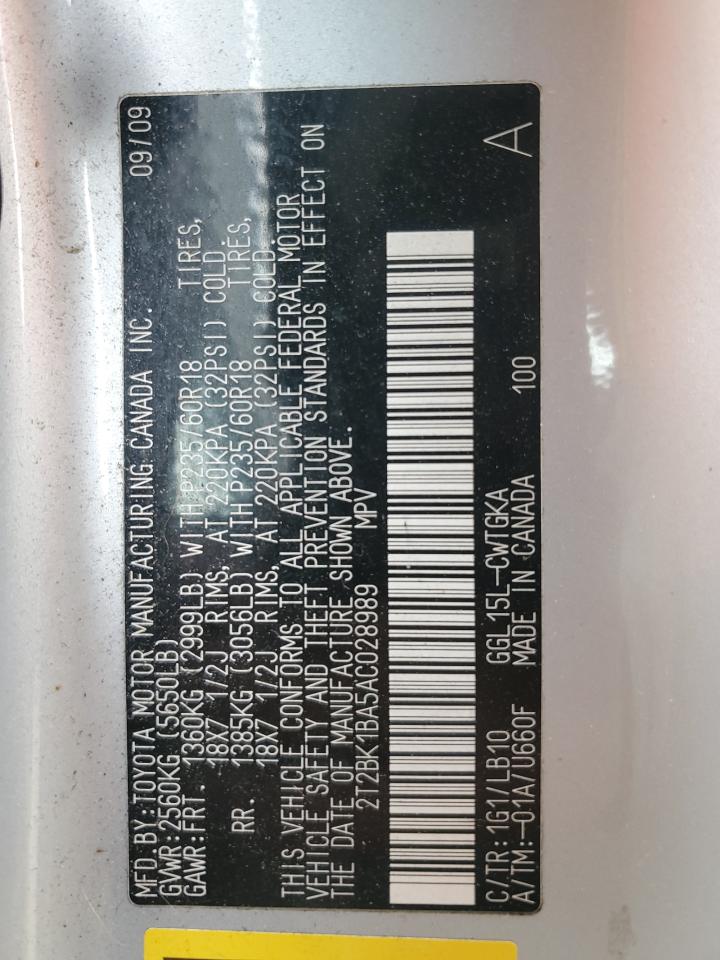 MFD. BY:TOYOTA MOTOR MANUFACTURING CANADA INC. 09/09
GVWR:2560KG (5650LB)
GAWR:FRT. 1360KG (2999LB) WITH P235/60R18 TIRES,
18X7 1/2J RIMS, AT 220KPA (32PSI) COLD.
RR. 1385KG (3056LB) WITH P235/60R18 TIRES,
18X7 1/2J RIMS, AT 220KPA (32PSI) COLD.
THIS VEHICLE CONFORMS TO ALL APPLICABLE FEDERAL MOTOR
VEHICLE SAFETY AND THEFT PREVENTION STANDARDS IN EFFECT ON
THE DATE OF MANUFACTURE SHOWN ABOVE.
2T2BK1BA5AC028989 MPV
C/TR:1G1/LB10 GGL15L-CWTGKA 100 A
A/TM:-01A/U660F MADE IN CANADA